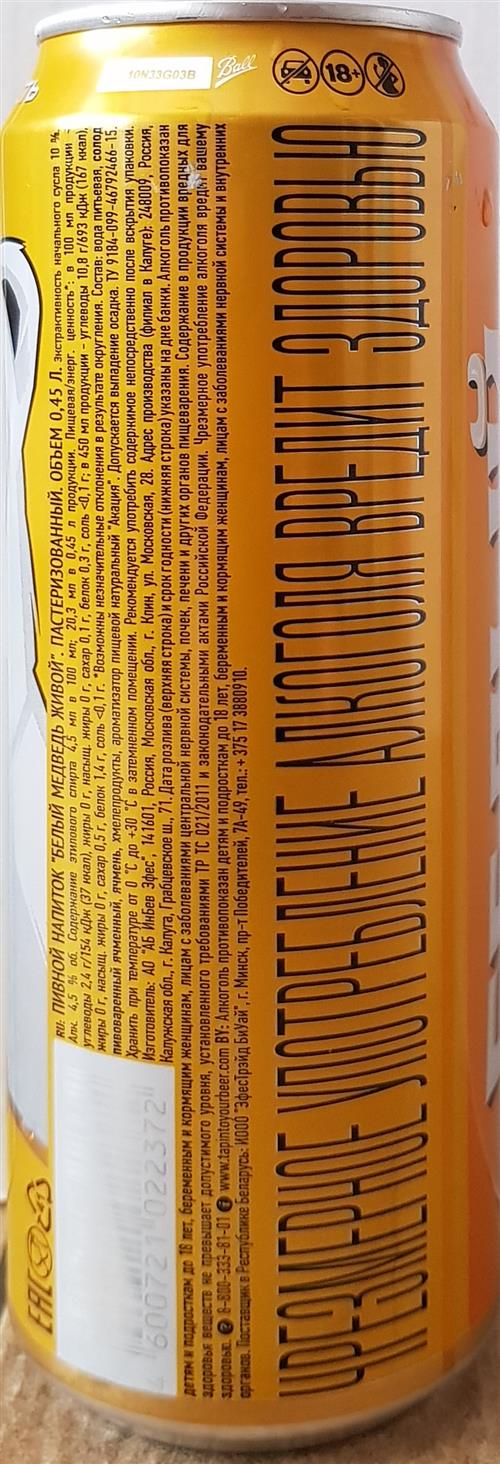 10N33G03B
Ball
18+
RU: ПИВНОЙ НАПИТОК "БЕЛЫЙ МЕДВЕДЬ ЖИВОЙ". ПАСТЕРИЗОВАННЫЙ. ОБЪЕМ 0,45 Л. Экстрактивность начального сусла 10 %.
Алк. 4,5 % об. Содержание этилового спирта 4,5 мл в 100 мл; 20,3 мл в 0,45 л продукции. Пищевая/энерг. ценность*: в 100 мл продукции -
углеводы 2,4 г/154 кДж (37 ккал), жиры 0 г, насыщ. жиры 0 г, сахар 0,1 г, белок 0,3 г, соль <0,1 г; в 450 мл продукции - углеводы 10,8 г/693 кДж (167 ккал),
жиры 0 г, насыщ. жиры 0 г, сахар 0,5 г, белок 1,4 г, соль <0,1 г. *Возможны незначительные отклонения в результате округления. Состав: вода питьевая, солод
пивоваренный ячменный, ячмень, хмелепродукты, ароматизатор пищевой натуральный "Акация". Допускается выпадение осадка. ТУ 9184-099-46792466-15.
Хранить при температуре от 0 °С до +30 °С в затемненном помещении. Рекомендуется употребить содержимое непосредственно после вскрытия упаковки.
Изготовитель: АО "АБ ИнБев Эфес", 141601, Россия, Московская обл., г. Клин, ул. Московская, 28. Адрес производства (филиал в Калуге): 248009, Россия,
Калужская обл., г. Калуга, Грабцевское ш., 71. Дата розлива (верхняя строка) и срок годности (нижняя строка) указаны на дне банки. Алкоголь противопоказан
детям и подросткам до 18 лет, беременным и кормящим женщинам, лицам с заболеваниями центральной нервной системы, почек, печени и других органов пищеварения. Содержание в продукции вредных для
здоровья веществ не превышает допустимого уровня, установленного требованиями ТР ТС 021/2011 и законодательными актами Российской Федерации. Чрезмерное употребление алкоголя вредит Вашему
здоровью. 8-800-333-81-01 www.tapintoyourbeer.com BY: Алкоголь противопоказан детям и подросткам до 18 лет, беременным и кормящим женщинам, лицам с заболеваниями нервной системы и внутренних
органов. Поставщик в Республике Беларусь: ИООО "ЭфесТрэйд БиУэй", г. Минск, пр-т Победителей, 7А-49, тел.: + 375 17 3880910.
ЧРЕЗМЕРНОЕ УПОТРЕБЛЕНИЕ АЛКОГОЛЯ ВРЕДИТ ЗДОРОВЬЮ
EAC
4 600721 022372